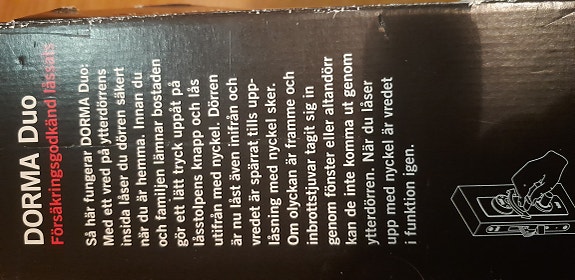 DORMA Duo
Försäkringsgodkänd låssats
Så här fungerar DORMA Duo:
Med ett vred på ytterdörrens
insida låser du dörren säkert
när du är hemma. Innan du
och familjen lämnar bostaden
gör ett lätt tryck uppåt på
låsstolpens knapp och lås
utifrån med nyckel. Dörren
är nu låst även inifrån och
vredet är spärrat tills upp-
låsning med nyckel sker.
Om olyckan är framme och
inbrottstjuvar tagit sig in
genom fönster eller altandörr
kan de inte komma ut genom
ytterdörren. När du låser
upp med nyckel är vredet
i funktion igen.